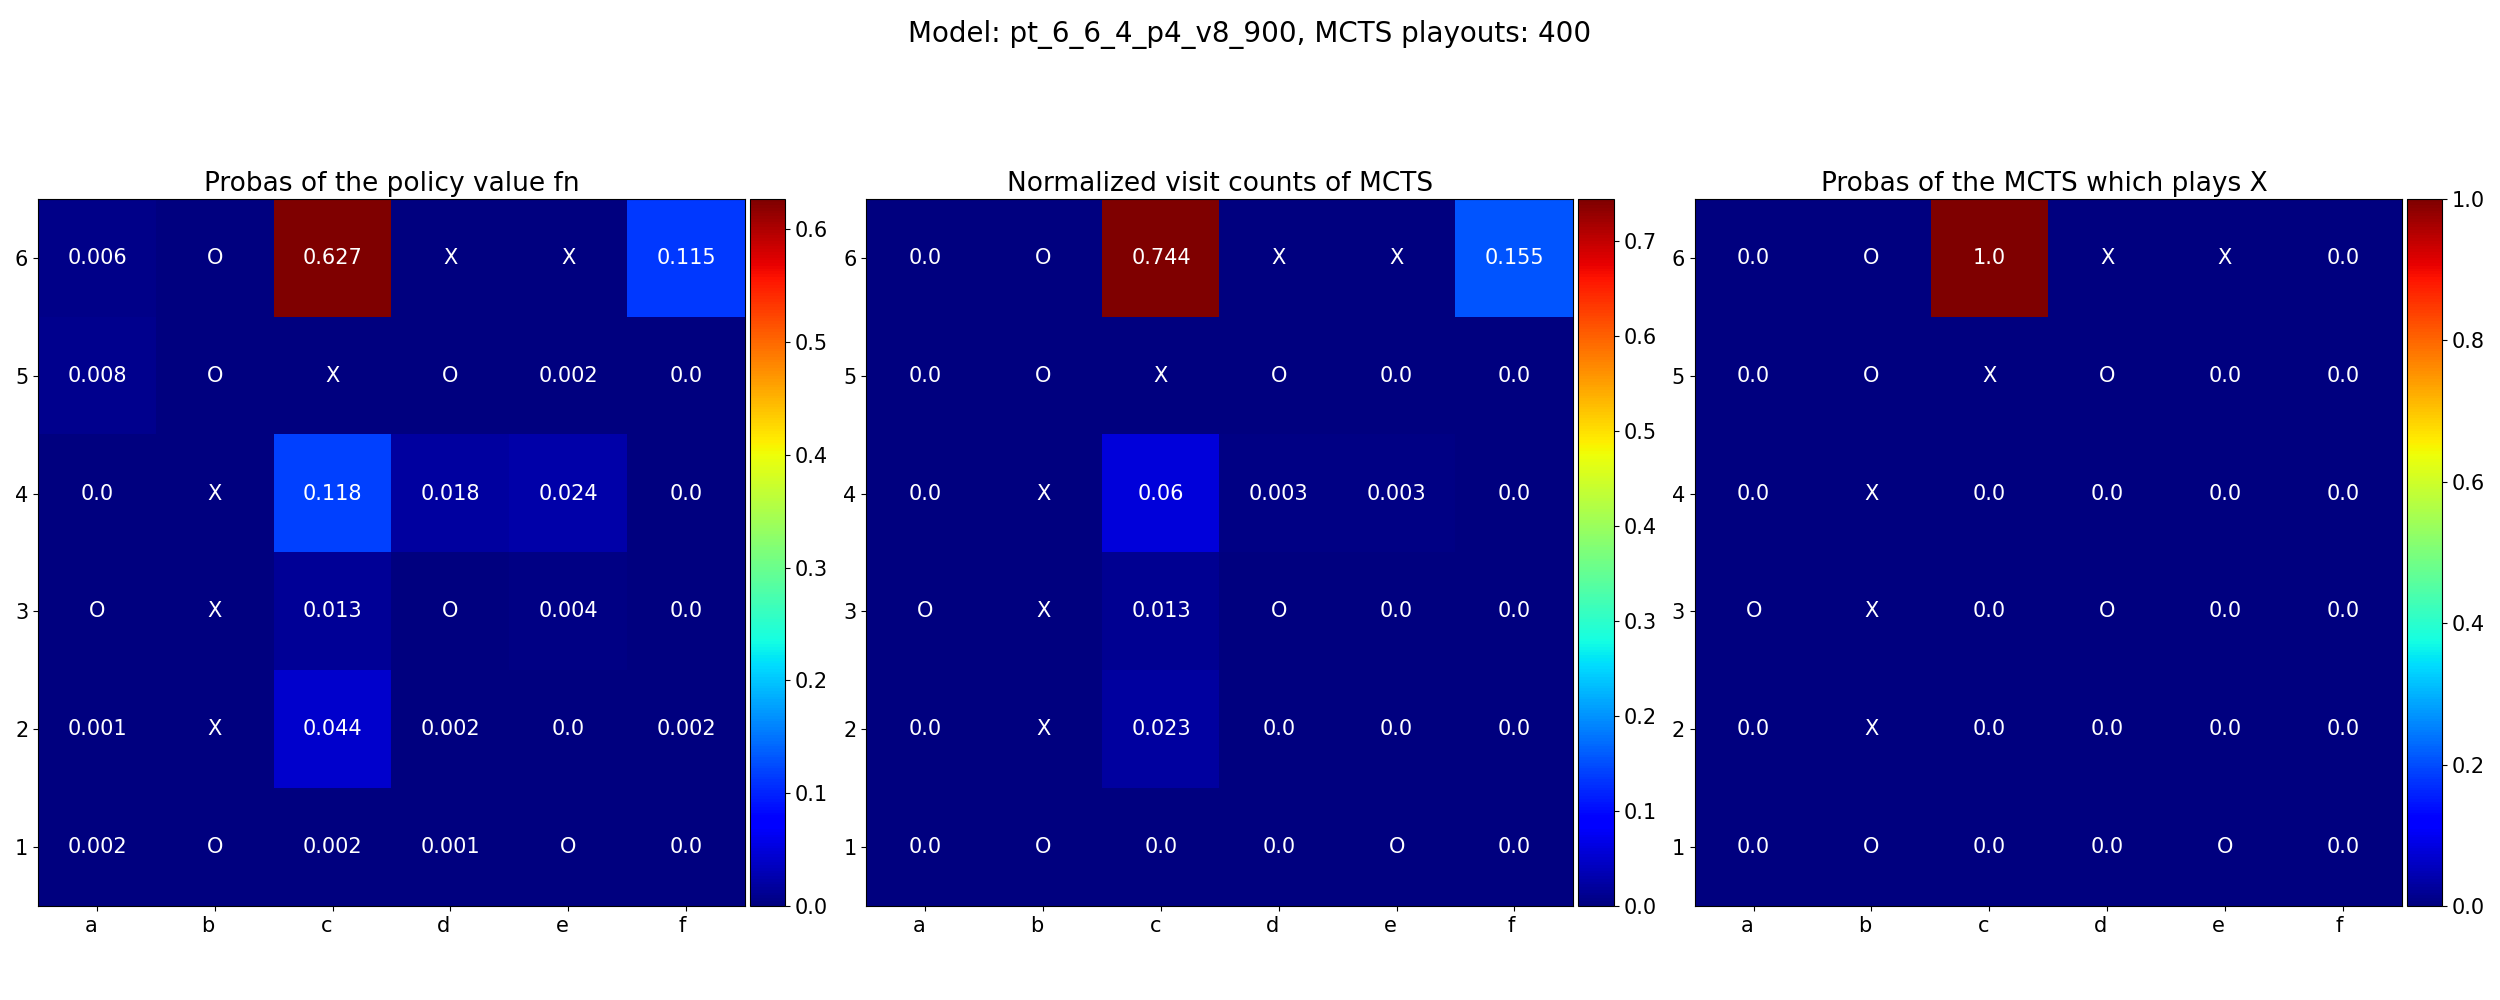 Model: pt_6_6_4_p4_v8_900, MCTS playouts: 400
Probas of the policy value fn
6 0.006 O 0.627 X X 0.115
5 0.008 O X O 0.002 0.0
4 0.0 X 0.118 0.018 0.024 0.0
3 O X 0.013 O 0.004 0.0
2 0.001 X 0.044 0.002 0.0 0.002
1 0.002 O 0.002 0.001 O 0.0
a b c d e f
0.6
0.5
0.4
0.3
0.2
0.1
0.0
Normalized visit counts of MCTS
6 0.0 O 0.744 X X 0.155
5 0.0 O X O 0.0 0.0
4 0.0 X 0.06 0.003 0.003 0.0
3 O X 0.013 O 0.0 0.0
2 0.0 X 0.023 0.0 0.0 0.0
1 0.0 O 0.0 0.0 O 0.0
a b c d e f
0.7
0.6
0.5
0.4
0.3
0.2
0.1
0.0
Probas of the MCTS which plays X
6 0.0 O 1.0 X X 0.0
5 0.0 O X O 0.0 0.0
4 0.0 X 0.0 0.0 0.0 0.0
3 O X 0.0 O 0.0 0.0
2 0.0 X 0.0 0.0 0.0 0.0
1 0.0 O 0.0 0.0 O 0.0
a b c d e f
1.0
0.8
0.6
0.4
0.2
0.0